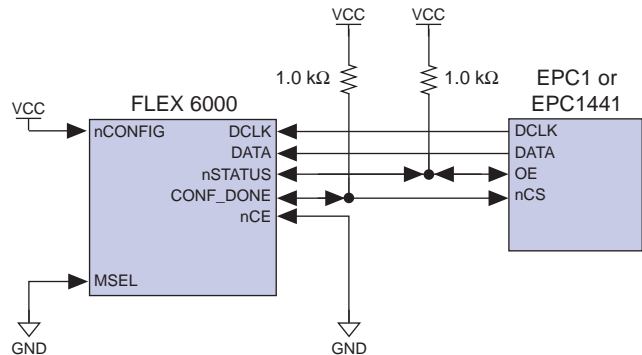 VCC
VCC
1.0 kΩ
1.0 kΩ
EPC1 or
EPC1441
VCC
FLEX 6000
nCONFIG
DCLK
DATA
nSTATUS
CONF_DONE
nCE
MSEL
DCLK
DATA
OE
nCS
GND
GND